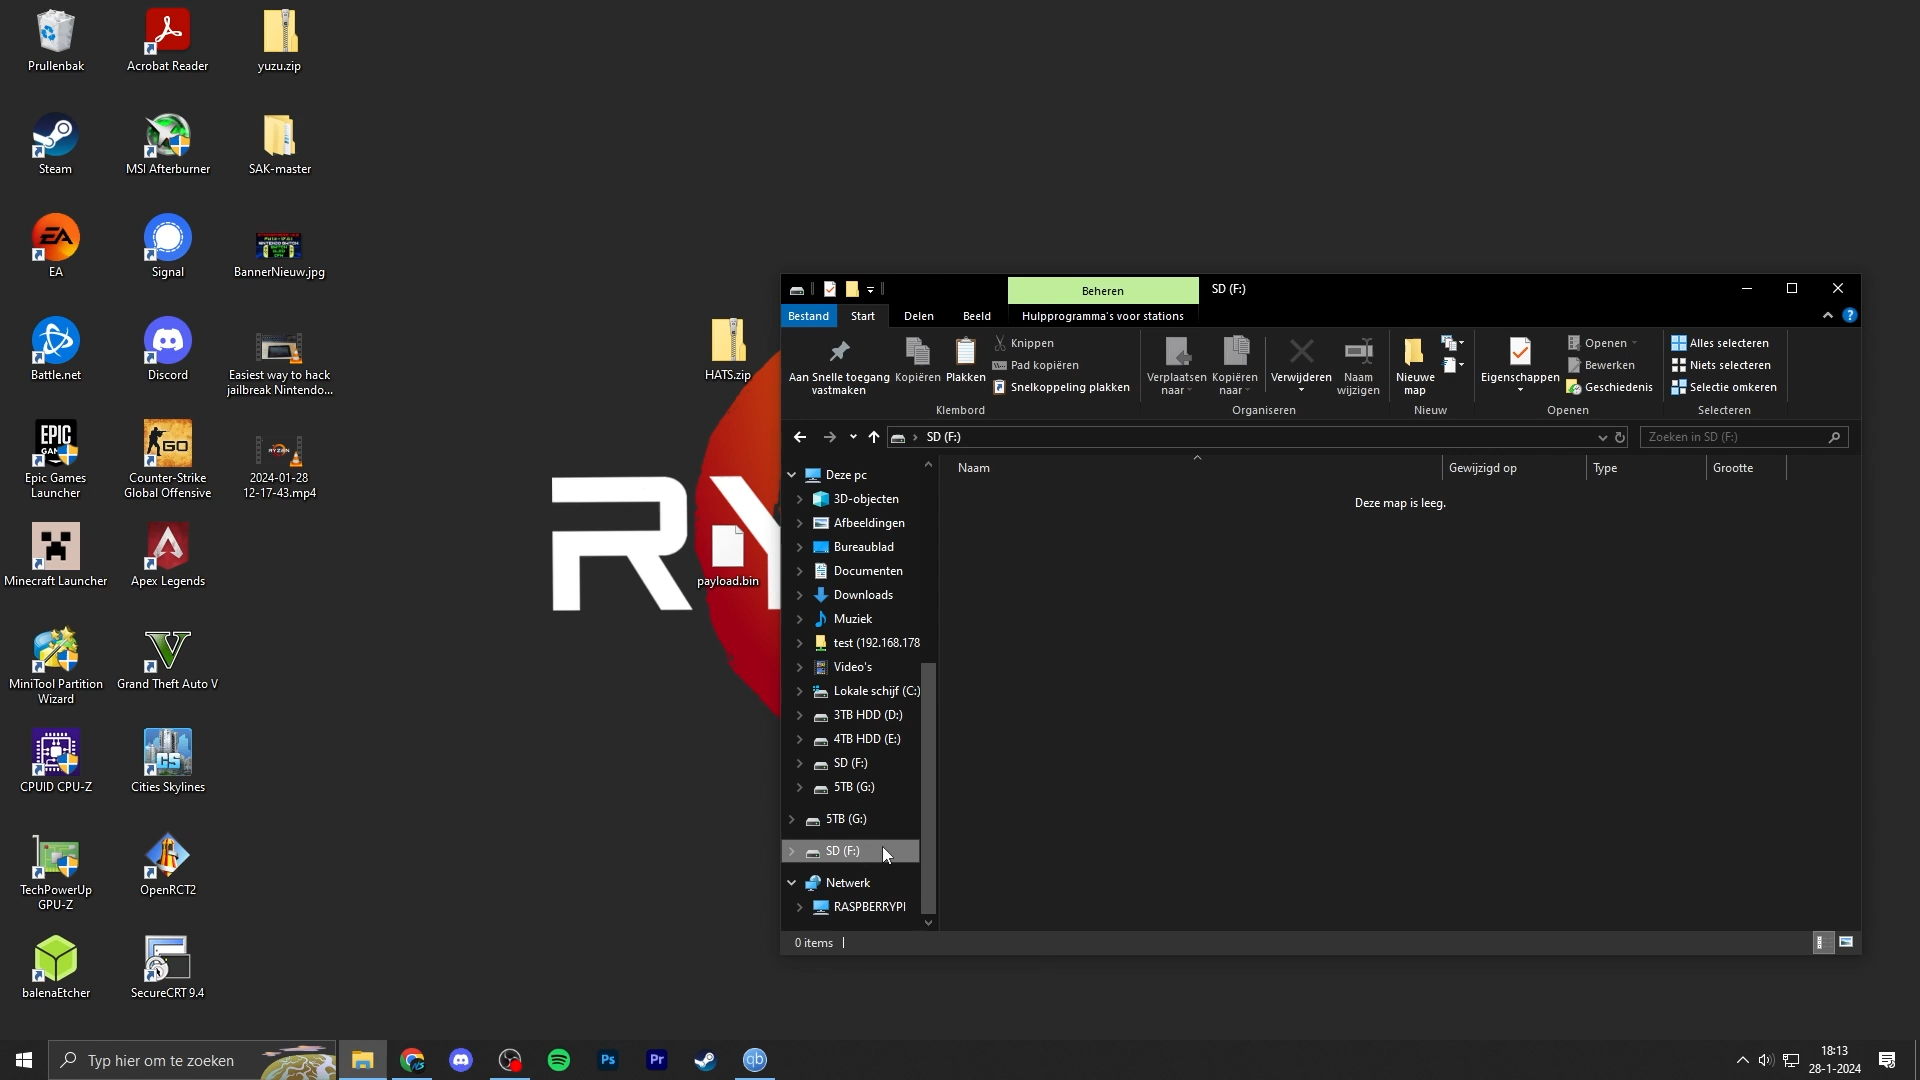 Prullenbak
Acrobat Reader
yuzu.zip
Steam
MSI Afterburner
SAK-master
EA
Signal
BannerNieuw.jpg
Battle.net
Discord
Easiest way to hack
jailbreak Nintendo...
Epic Games
Launcher
Counter-Strike
Global Offensive
2024-01-28
12-17-43.mp4
Minecraft Launcher
Apex Legends
MiniTool Partition
Wizard
Grand Theft Auto V
CPUID CPU-Z
Cities Skylines
TechPowerUp
GPU-Z
OpenRCT2
balenaEtcher
SecureCRT 9.4
HATS.zip
payload.bin
RY
Beheren
SD (F:)
Bestand
Start
Delen
Beeld
Hulpprogramma's voor stations
Aan Snelle toegang
vastmaken
Kopiëren
Plakken
Knippen
Pad kopiëren
Snelkoppeling plakken
Klembord
Verplaatsen
naar
Kopiëren
naar
Verwijderen
Naam
wijzigen
Organiseren
Nieuwe
map
Nieuw
Eigenschappen
Openen
Bewerken
Geschiedenis
Openen
Alles selecteren
Niets selecteren
Selectie omkeren
Selecteren
SD (F:)
Zoeken in SD (F:)
Deze pc
3D-objecten
Afbeeldingen
Bureaublad
Documenten
Downloads
Muziek
test (192.168.178
Video's
Lokale schijf (C:)
3TB HDD (D:)
4TB HDD (E:)
SD (F:)
5TB (G:)
5TB (G:)
SD (F:)
Netwerk
RASPBERRYPI
Naam
Gewijzigd op
Type
Grootte
Deze map is leeg.
0 items
Typ hier om te zoeken
18:13
28-1-2024